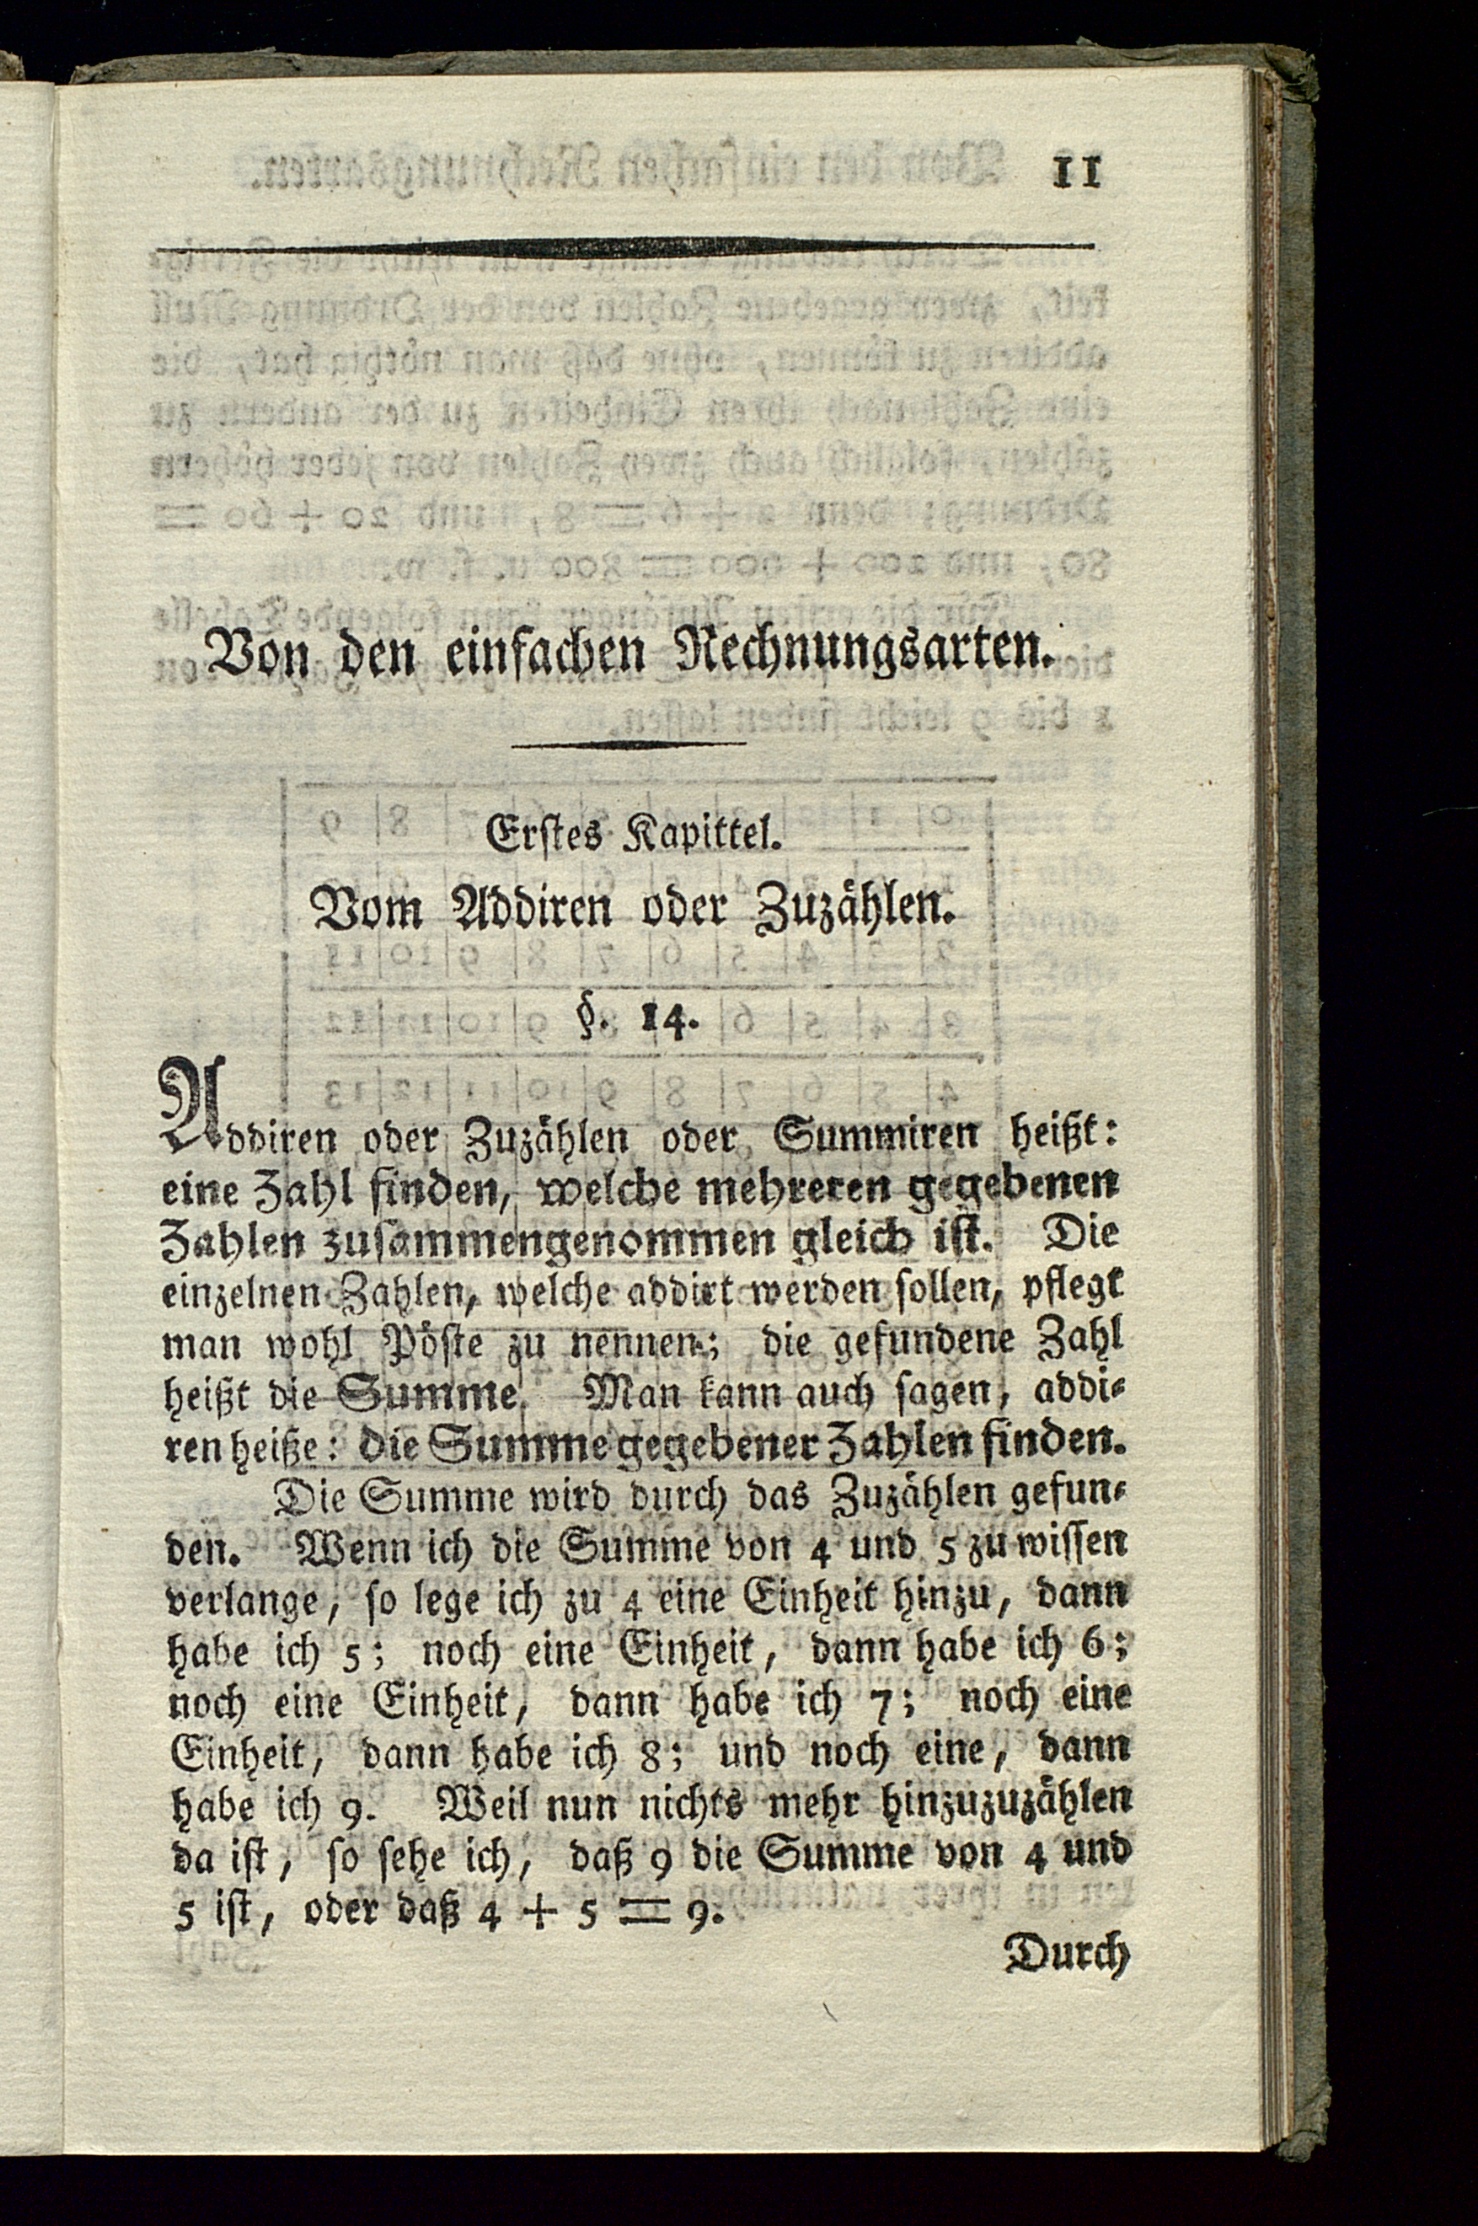 11
Von den einfachen Rechnungsarten.
Erstes Kapittel.
Vom Addiren oder Zuzählen.
§. 14.
Addiren oder Zuzählen oder Summiren heißt:
eine Zahl finden, welche mehreren gegebenen
Zahlen zusammengenommen gleich ist. Die
einzelnen Zahlen, welche addirt werden sollen, pflegt
man wohl Pöste zu nennen; die gefundene Zahl
heißt die Summe. Man kann auch sagen, addi-
ren heiße: die Summe gegebener Zahlen finden.
Die Summe wird durch das Zuzählen gefun-
den. Wenn ich die Summe von 4 und 5 zu wissen
verlange, so lege ich zu 4 eine Einheit hinzu, dann
habe ich 5; noch eine Einheit, dann habe ich 6;
noch eine Einheit, dann habe ich 7; noch eine
Einheit, dann habe ich 8; und noch eine, dann
habe ich 9. Weil nun nichts mehr hinzuzuzählen
da ist, so sehe ich, daß 9 die Summe von 4 und
5 ist, oder daß 4 + 5 = 9.
Durch